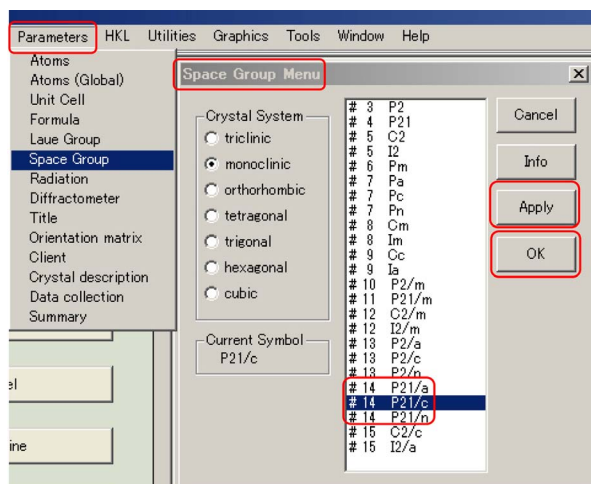 Parameters HKL Utilities Graphics Tools Window Help
Atoms
Atoms (Global)
Unit Cell
Formula
Laue Group
Space Group
Radiation
Diffractometer
Title
Orientation matrix
Client
Crystal description
Data collection
Summary
el
ine
Space Group Menu
Crystal System
triclinic
monoclinic
orthorhombic
tetragonal
trigonal
hexagonal
cubic
Current Symbol
P21/c
# 3 P2
# 4 P21
# 5 C2
# 5 I2
# 6 Pm
# 7 Pa
# 7 Pc
# 7 Pn
# 8 Cm
# 8 Im
# 9 Cc
# 9 Ia
# 10 P2/m
# 11 P21/m
# 12 C2/m
# 12 I2/m
# 13 P2/a
# 13 P2/c
# 13 P2/n
# 14 P21/a
# 14 P21/c
# 14 P21/n
# 15 C2/c
# 15 I2/a
Cancel
Info
Apply
OK